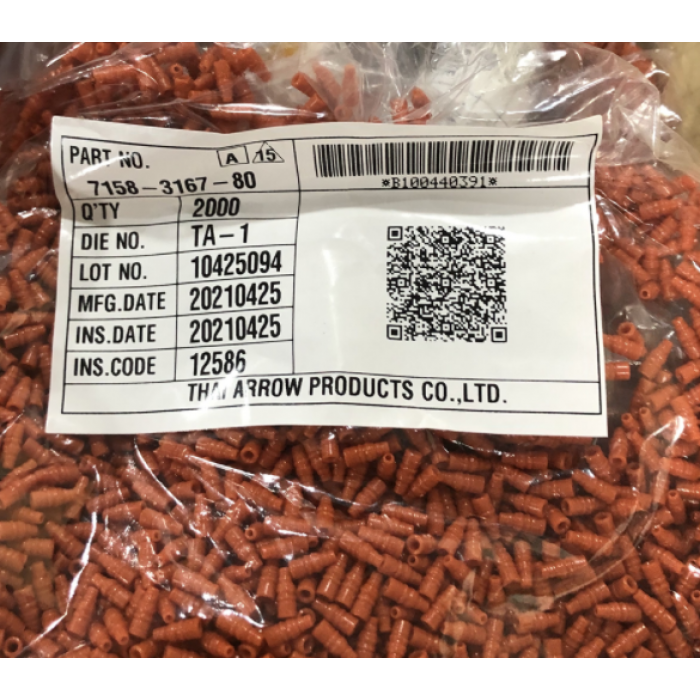 PART NO. A 15
7158-3167-80
*B100440391*
Q'TY 2000
DIE NO. TA-1
LOT NO. 10425094
MFG.DATE 20210425
INS.DATE 20210425
INS.CODE 12586
THAI ARROW PRODUCTS CO.,LTD.